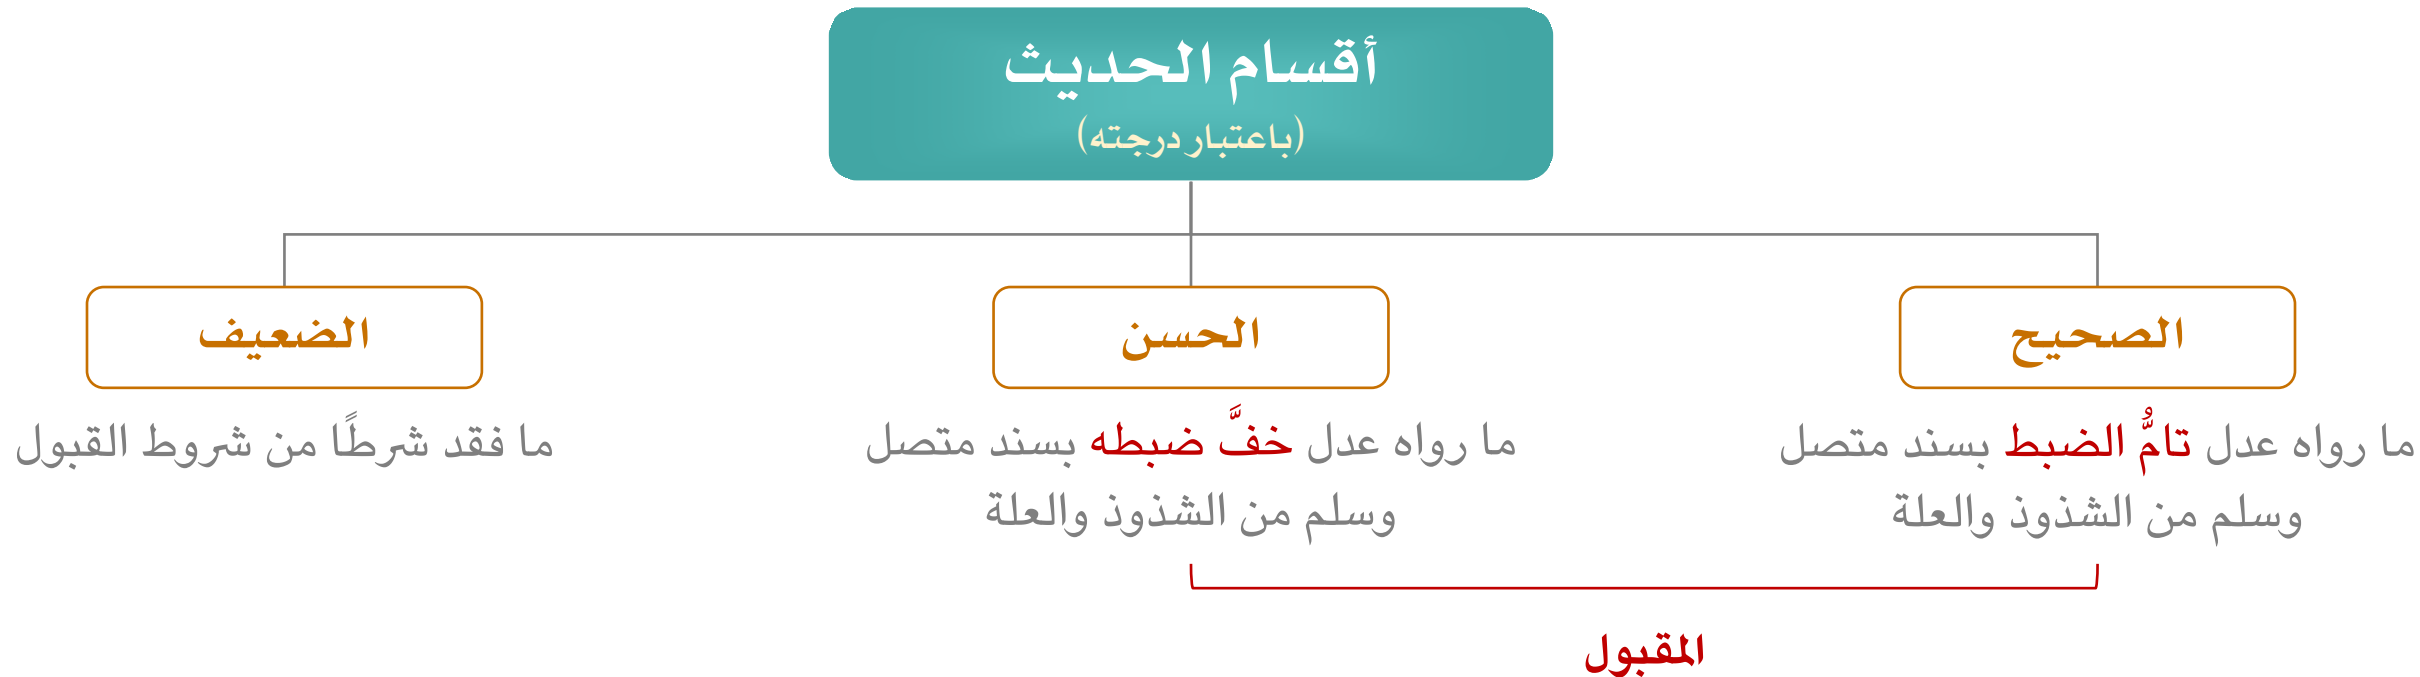 أقسام الحديث
(باعتبار درجته)
الصحيح
ما رواه عدل تامُّ الضبط بسند متصل
وسلم من الشذوذ والعلة
الحسن
ما رواه عدل خفَّ ضبطه بسند متصل
وسلم من الشذوذ والعلة
الضعيف
ما فقد شرطًا من شروط القبول
المقبول